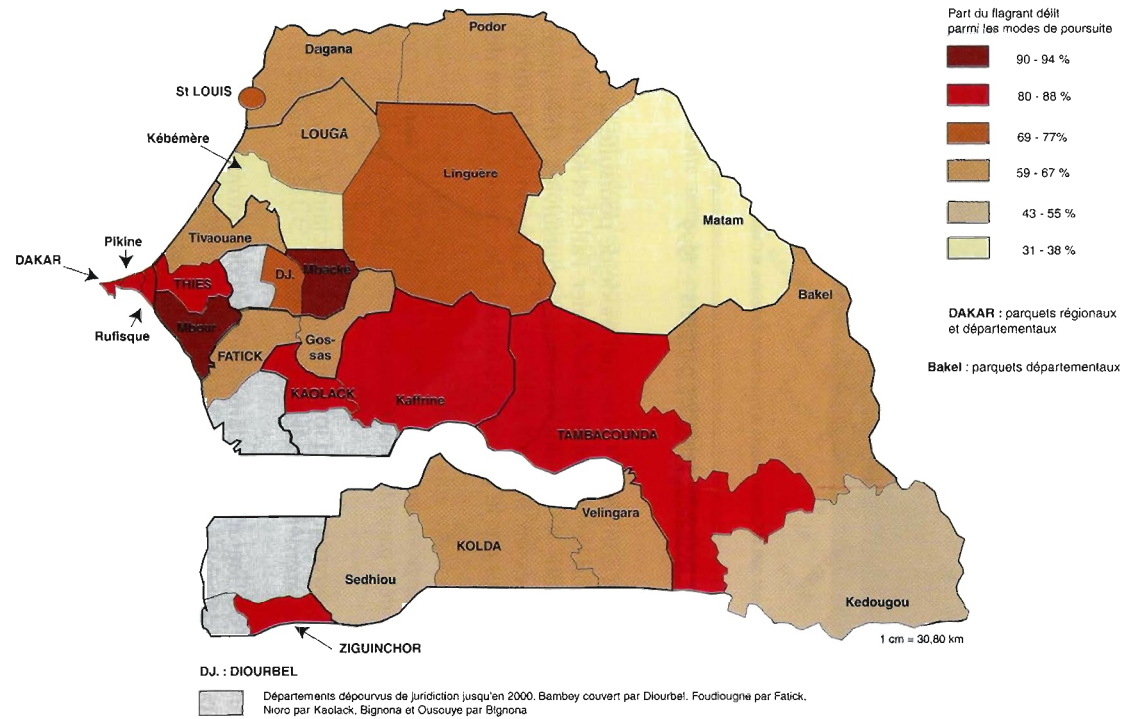 Part du flagrant délit
parmi les modes de poursuite
90 - 94 %
80 - 88 %
69 - 77%
59 - 67 %
43 - 55 %
31 - 38 %
DAKAR : parquets régionaux
et départementaux
Bakel : parquets départementaux
Podor
Dagana
St LOUIS
LOUGA
Kébémère
Linguère
Matam
Tivaouane
Pikine
DAKAR
THIES
DJ.
Mbacké
Bakel
Rufisque
Mbour
FATICK
Gos-
sas
KAOLACK
Kaffrine
TAMBACOUNDA
Velingara
KOLDA
Sedhiou
Kedougou
1 cm = 30,80 km
ZIGUINCHOR
DJ. : DIOURBEL
Départements dépourvus de juridiction jusqu'en 2000. Bambey couvert par Diourbel. Foudiougne par Fatick,
Nioro par Kaolack, Bignona et Ousouye par Bignona